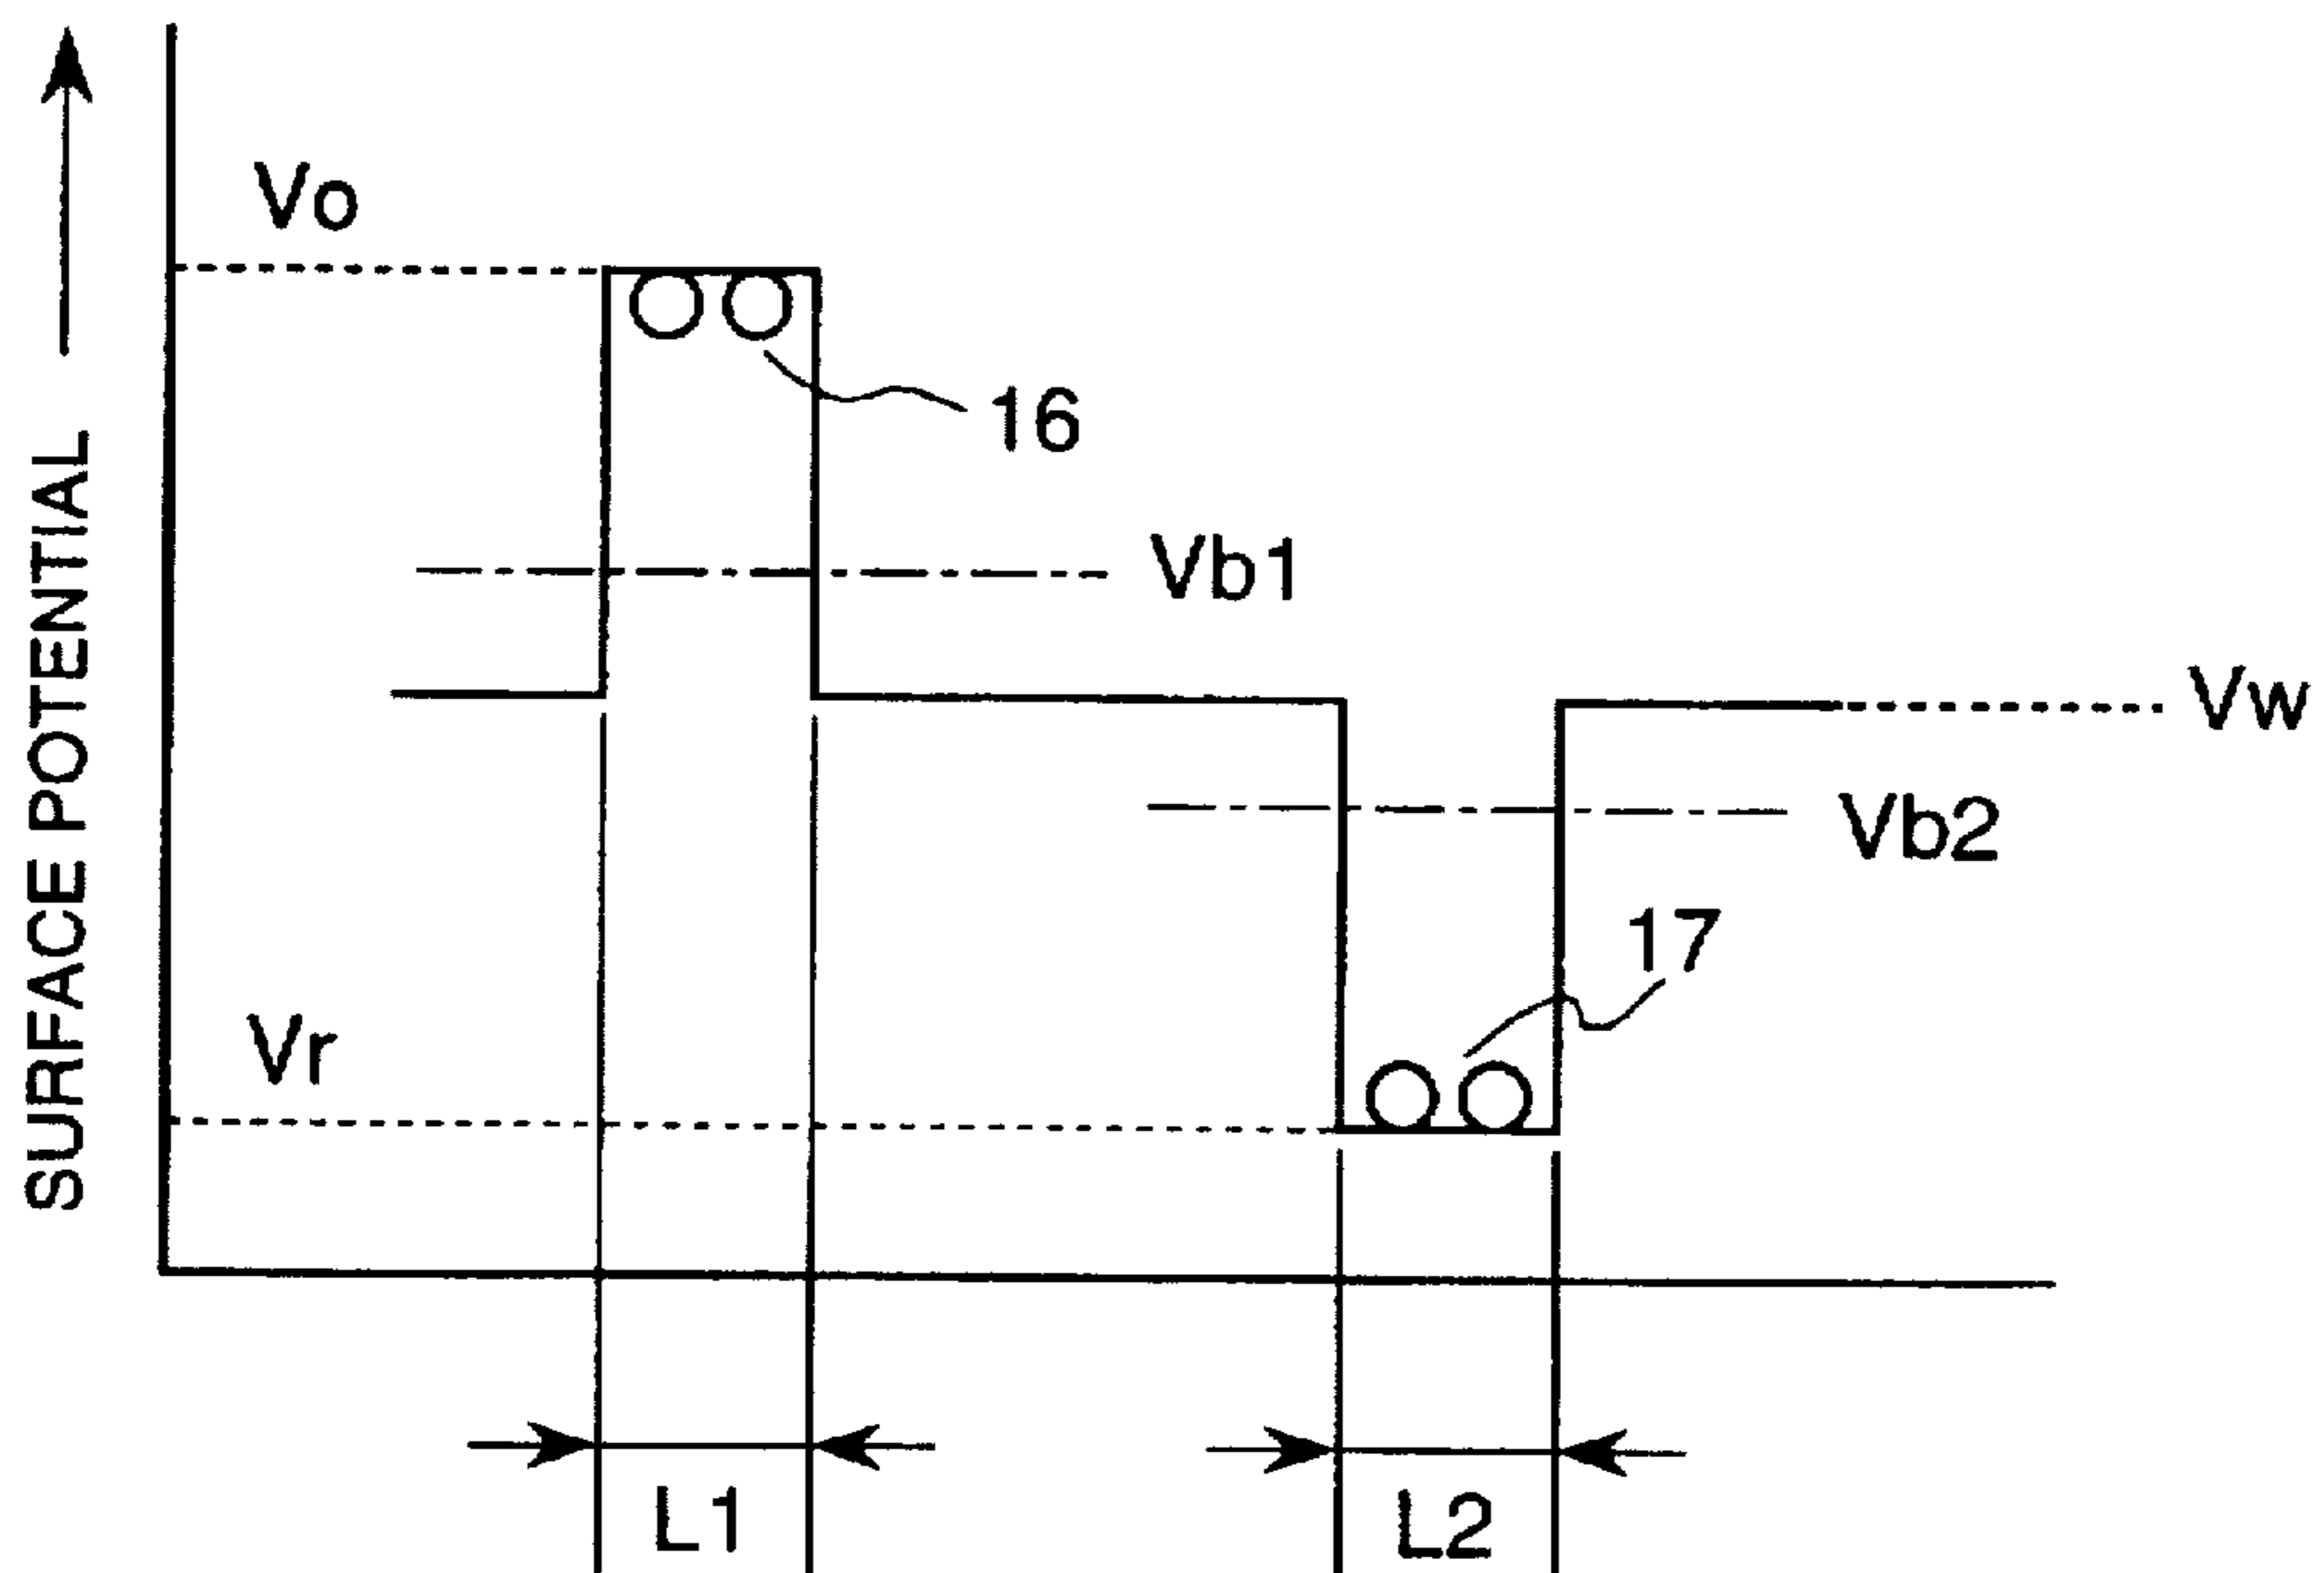 SURFACE POTENTIAL
Vo
16
Vb1
Vw
Vb2
17
Vr
L1
L2